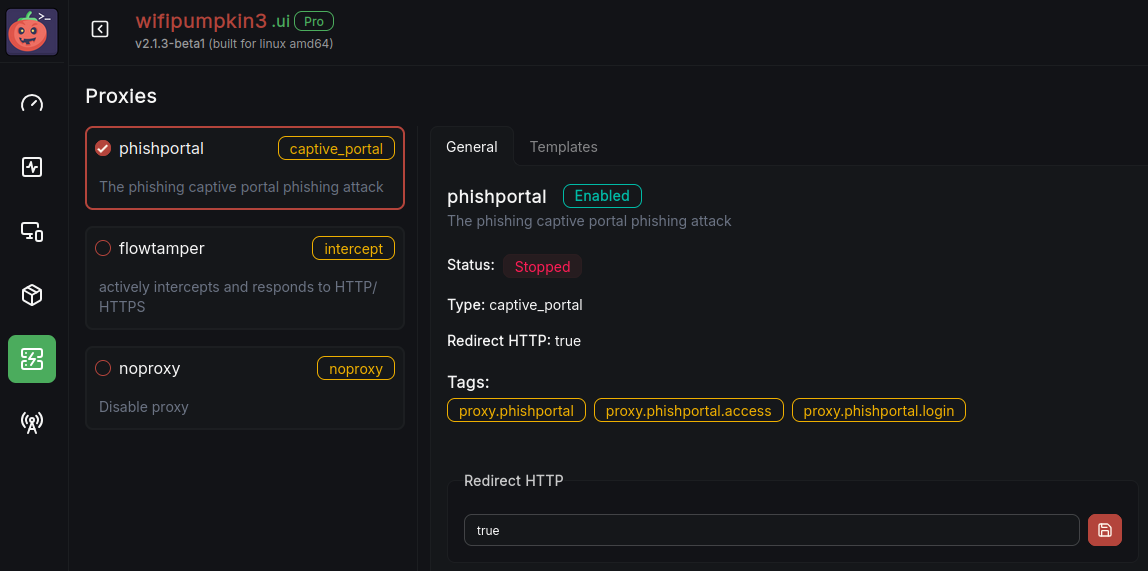 wifipumpkin3 .ui Pro
v2.1.3-beta1 (built for linux amd64)
Proxies
phishportal captive_portal
The phishing captive portal phishing attack
flowtamper intercept
actively intercepts and responds to HTTP/
HTTPS
noproxy noproxy
Disable proxy
General Templates
phishportal Enabled
The phishing captive portal phishing attack
Status: Stopped
Type: captive_portal
Redirect HTTP: true
Tags:
proxy.phishportal proxy.phishportal.access proxy.phishportal.login
Redirect HTTP
true